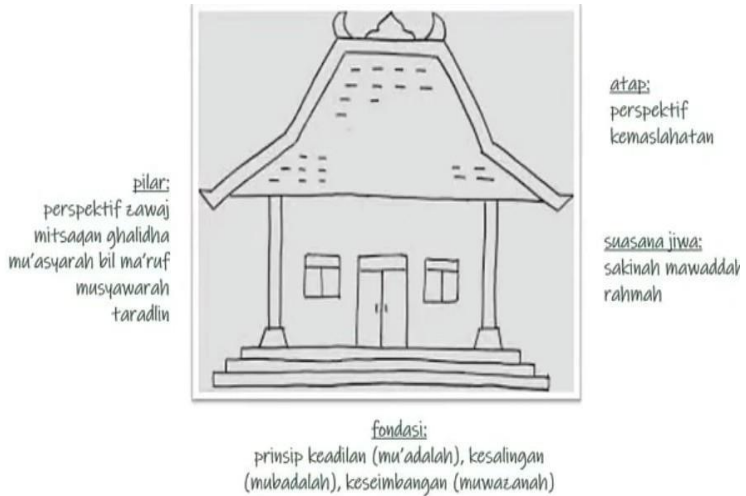 atap:
perspektif
kemaslahatan
pilar:
perspektif zawaj
mitsaqan ghalidha
mu'asyarah bil ma'ruf
musyawarah
taradlin
suasana jiwa:
sakinah mawaddah
rahmah
fondasi:
prinsip keadilan (mu'adalah), kesalingan
(mubadalah), keseimbangan (muwazanah)